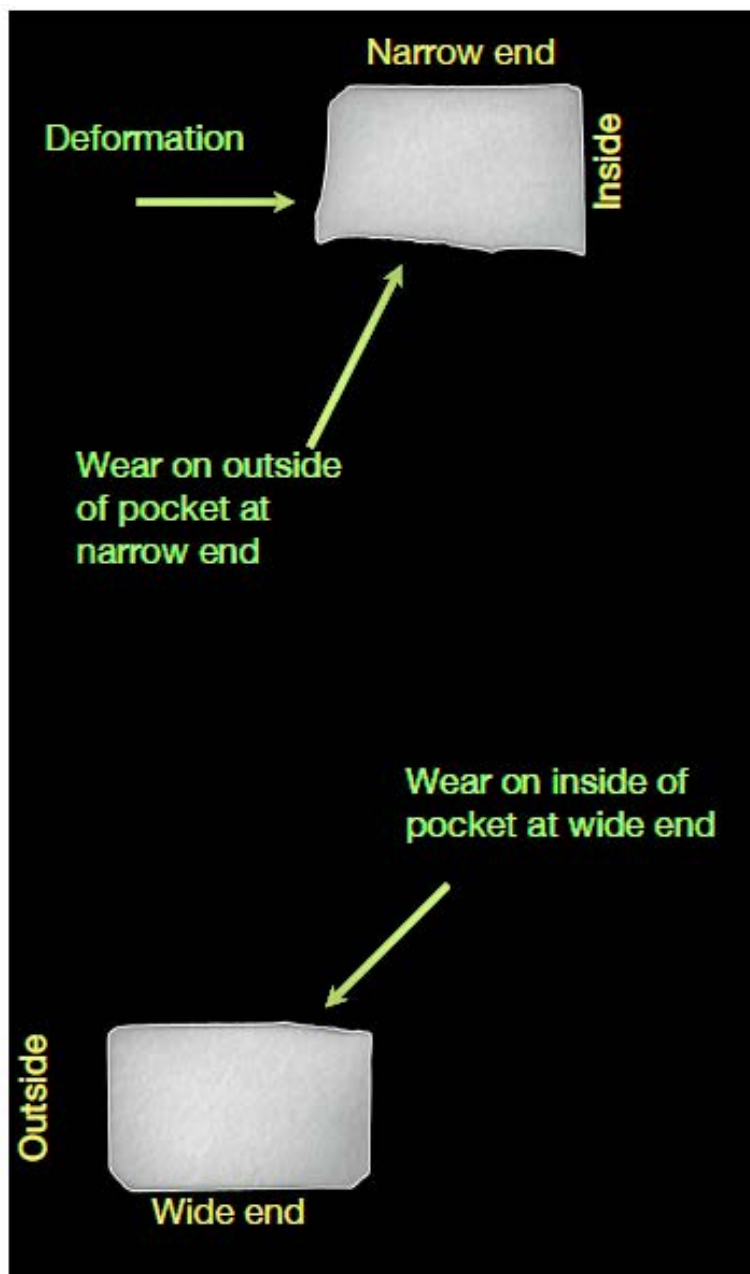 Narrow end
Deformation
Inside
Wear on outside
of pocket at
narrow end
Wear on inside of
pocket at wide end
Outside
Wide end